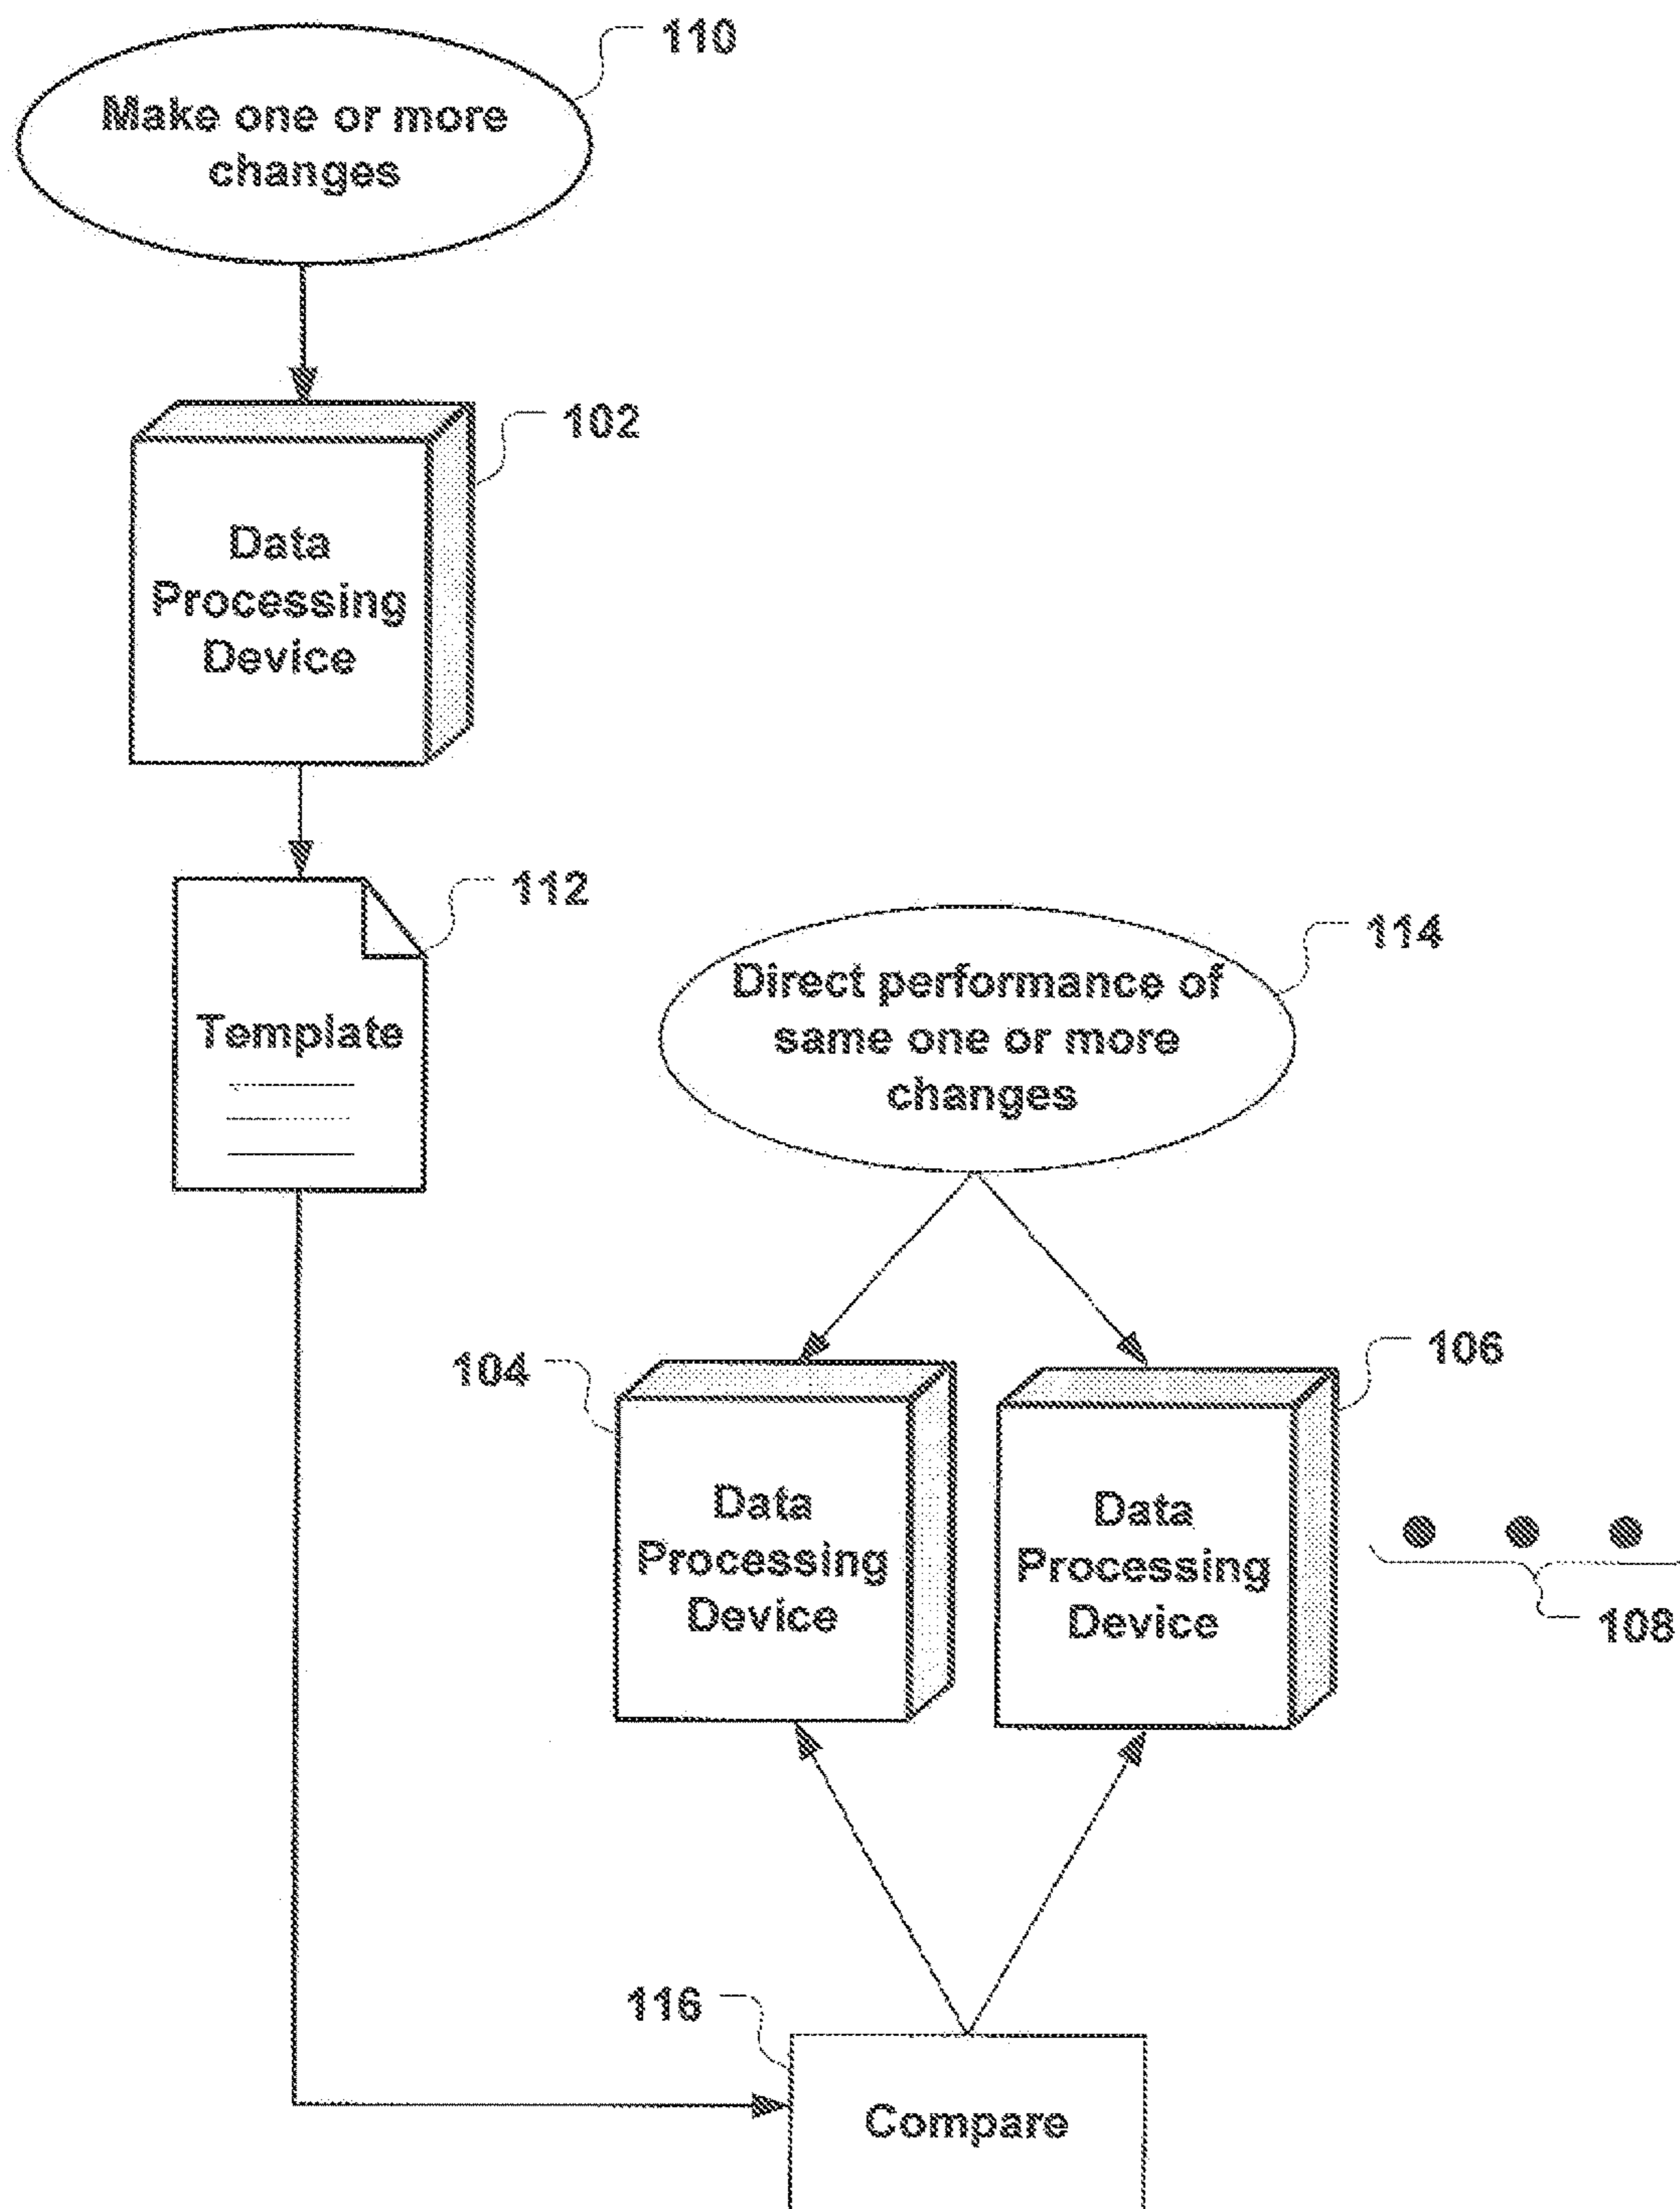 110
Make one or more
changes
102
Data
Processing
Device
112
Template
114
Direct performance of
same one or more
changes
104
106
Data
Processing
Device
Data
Processing
Device
108
116
Compare